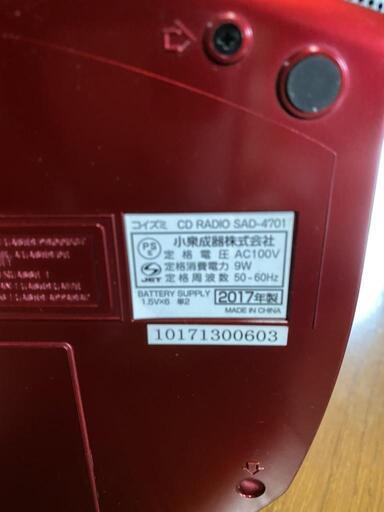 コイズミ CD RADIO SAD-4701
PS E 小泉成器株式会社
定格電圧 AC100V
定格消費電力 9W
JET 定格周波数 50-60Hz
BATTERY SUPPLY
1.5V×6 単2
2017年製
MADE IN CHINA
10171300603